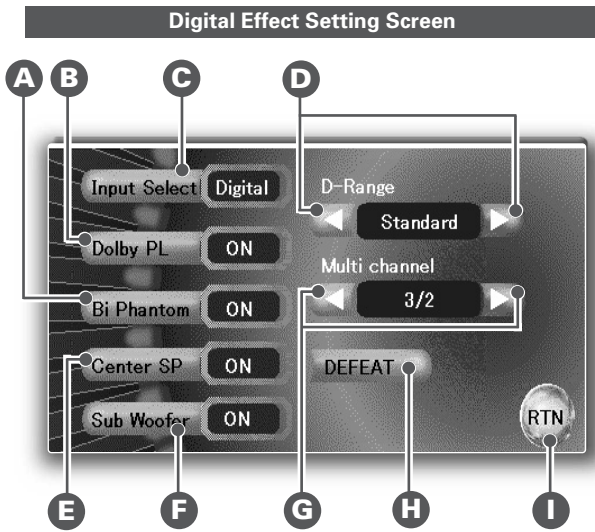 Digital Effect Setting Screen
A B C D
Input Select Digital
Dolby PL ON
Bi Phantom ON
Center SP ON
Sub Woofer ON
D-Range
Standard
Multi channel
3/2
DEFEAT
RTN
E F G H I